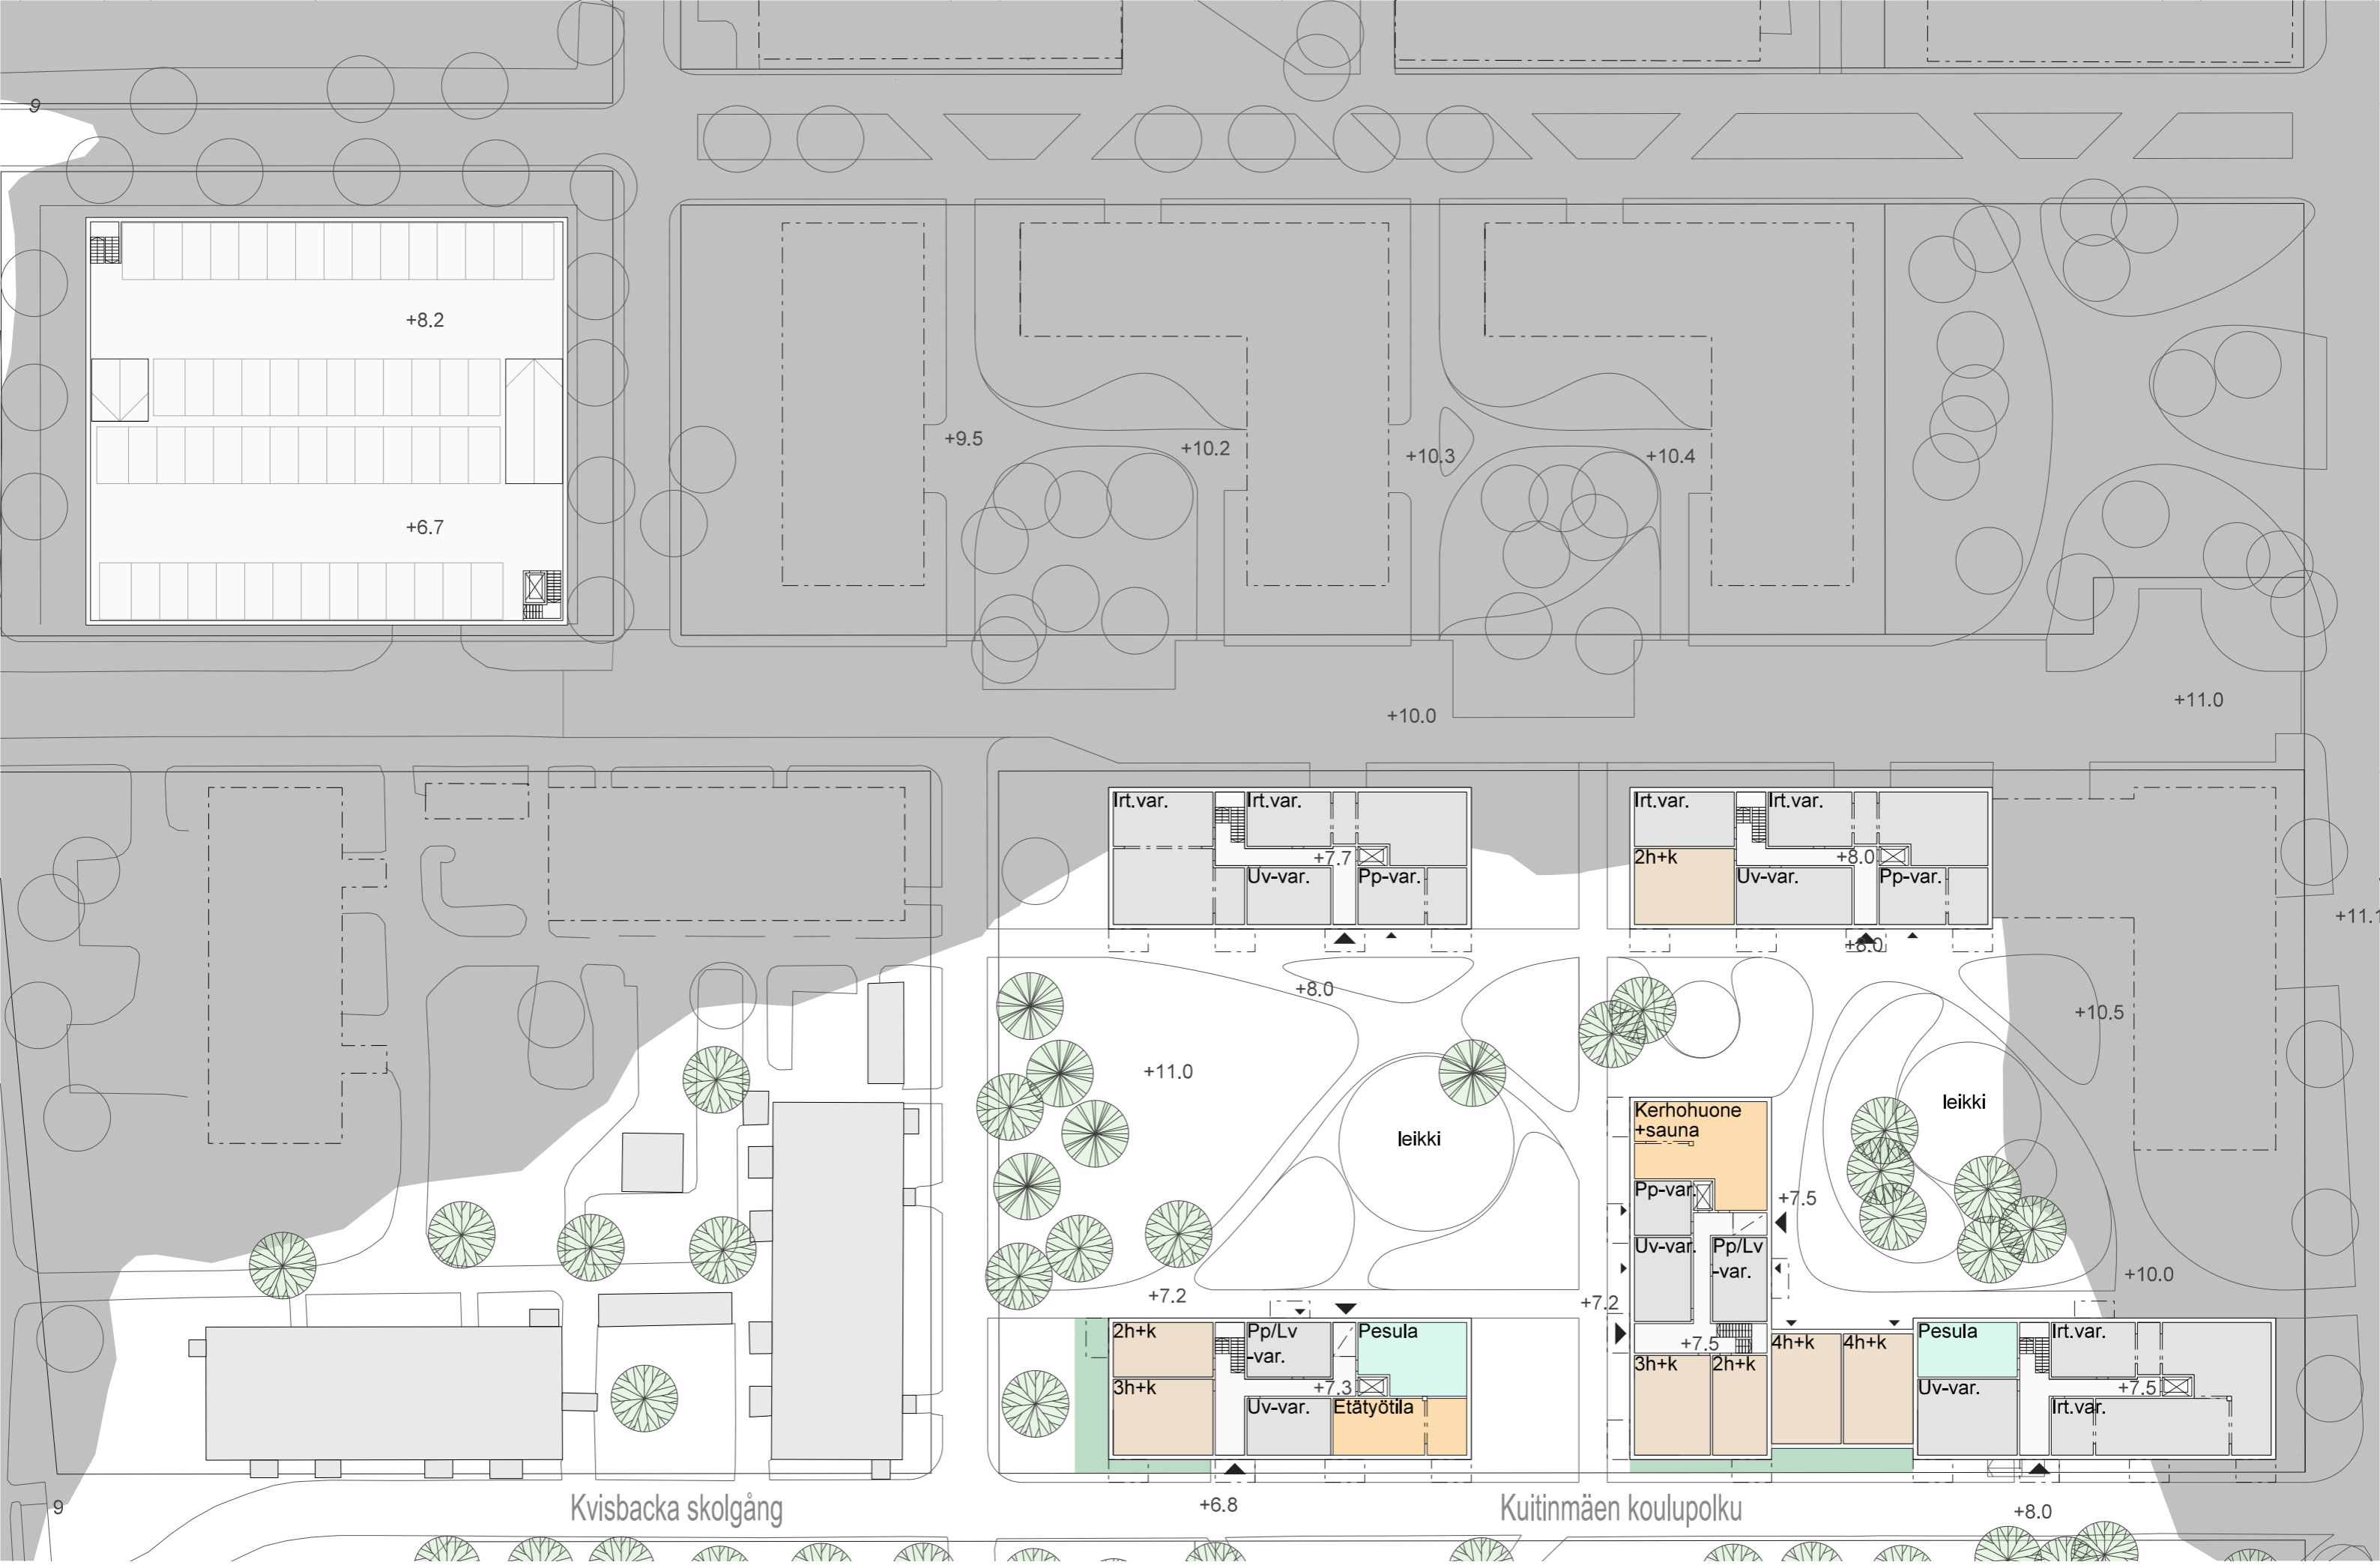 9
+8.2
+9.5
+10.2
+10.3
+10.4
+6.7
+11.0
+10.0
Irt.var.
Irt.var.
+7.7
Uv-var.
Pp-var.
Irt.var.
Irt.var.
2h+k
+8.0
Uv-var.
Pp-var.
+8.0
+8.0
+10.5
+11.0
leikki
leikki
Kerhohuone
+sauna
Pp-var.
+7.5
Uv-var.
Pp/Lv
-var.
+7.2
+7.2
+10.0
2h+k
Pp/Lv
-var.
Pesula
3h+k
+7.3
Uv-var.
Etätyötila
+7.5
3h+k
2h+k
4h+k
4h+k
Pesula
Irt.var.
Uv-var.
+7.5
Irt.var.
9
Kvisbacka skolgång
+6.8
Kuitinmäen koulupolku
+8.0